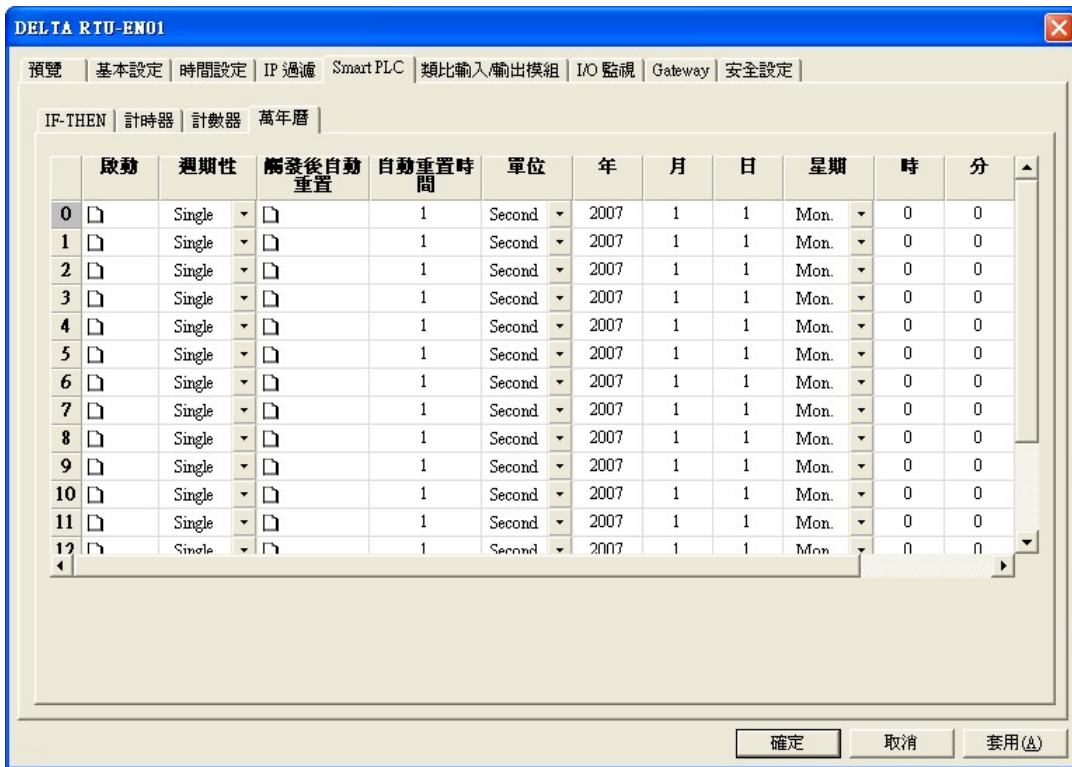 DELTA RTU-EN01
預覽 基本設定 時間設定 IP 過濾 Smart PLC 類比輸入/輸出模組 I/O 監視 Gateway 安全設定
IF-THEN 計時器 計數器 萬年曆
啟動 週期性 觸發後自動重置 自動重置時間 單位 年 月 日 星期 時 分
0 Single 1 Second 2007 1 1 Mon. 0 0
1 Single 1 Second 2007 1 1 Mon. 0 0
2 Single 1 Second 2007 1 1 Mon. 0 0
3 Single 1 Second 2007 1 1 Mon. 0 0
4 Single 1 Second 2007 1 1 Mon. 0 0
5 Single 1 Second 2007 1 1 Mon. 0 0
6 Single 1 Second 2007 1 1 Mon. 0 0
7 Single 1 Second 2007 1 1 Mon. 0 0
8 Single 1 Second 2007 1 1 Mon. 0 0
9 Single 1 Second 2007 1 1 Mon. 0 0
10 Single 1 Second 2007 1 1 Mon. 0 0
11 Single 1 Second 2007 1 1 Mon. 0 0
12 Single 1 Second 2007 1 1 Mon 0 0
確定 取消 套用(A)